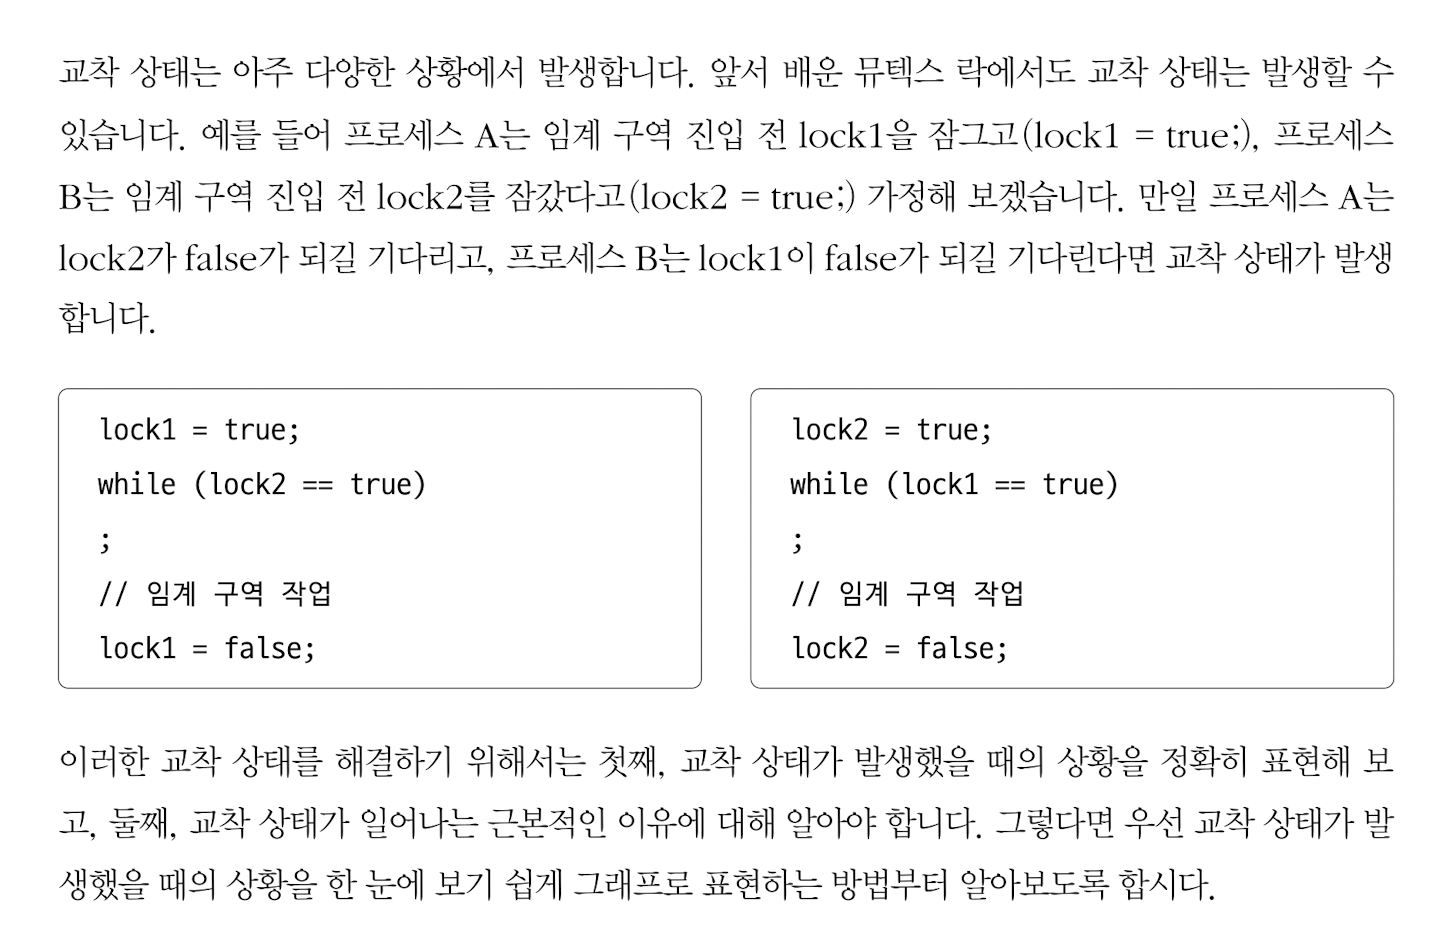 교착 상태는 아주 다양한 상황에서 발생합니다. 앞서 배운 뮤텍스 락에서도 교착 상태는 발생할 수
있습니다. 예를 들어 프로세스 A는 임계 구역 진입 전 lock1을 잠그고(lock1 = true;), 프로세스
B는 임계 구역 진입 전 lock2를 잠갔다고(lock2 = true;) 가정해 보겠습니다. 만일 프로세스 A는
lock2가 false가 되길 기다리고, 프로세스 B는 lock1이 false가 되길 기다린다면 교착 상태가 발생
합니다.
lock1 = true;
while (lock2 == true)
;
// 임계 구역 작업
lock1 = false;
lock2 = true;
while (lock1 == true)
;
// 임계 구역 작업
lock2 = false;
이러한 교착 상태를 해결하기 위해서는 첫째, 교착 상태가 발생했을 때의 상황을 정확히 표현해 보
고, 둘째, 교착 상태가 일어나는 근본적인 이유에 대해 알아야 합니다. 그렇다면 우선 교착 상태가 발
생했을 때의 상황을 한 눈에 보기 쉽게 그래프로 표현하는 방법부터 알아보도록 합시다.